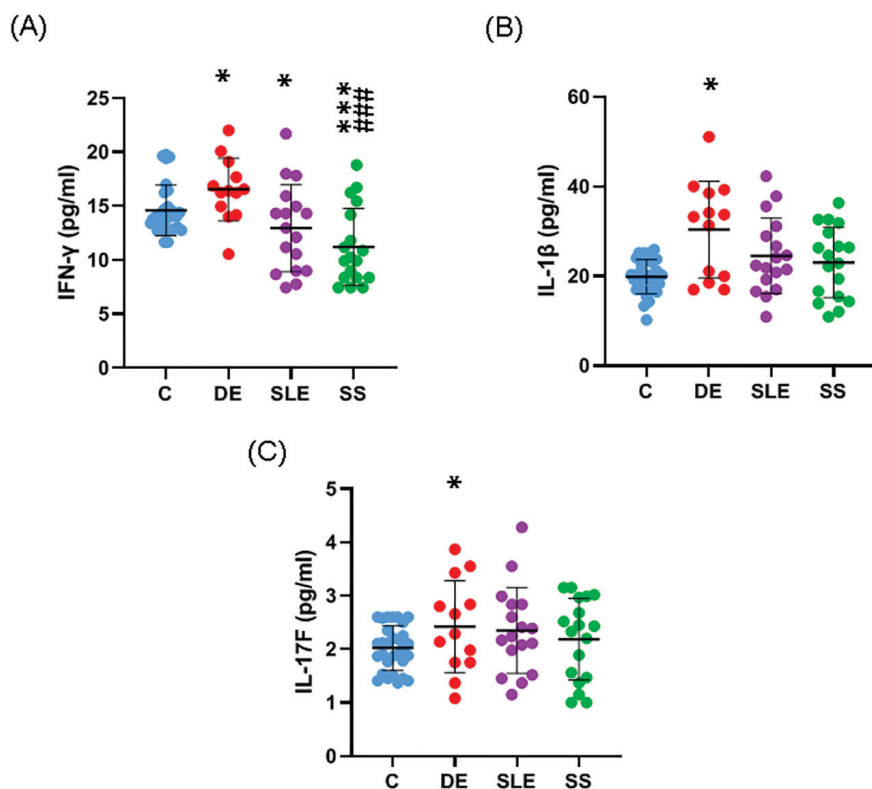 (A)
IFN-γ (pg/ml)
25
20
15
10
5
0
* * ***
###
C DE SLE SS
(B)
IL-1β (pg/ml)
60
40
20
0
*
C DE SLE SS
(C)
IL-17F (pg/ml)
5
4
3
2
1
0
*
C DE SLE SS